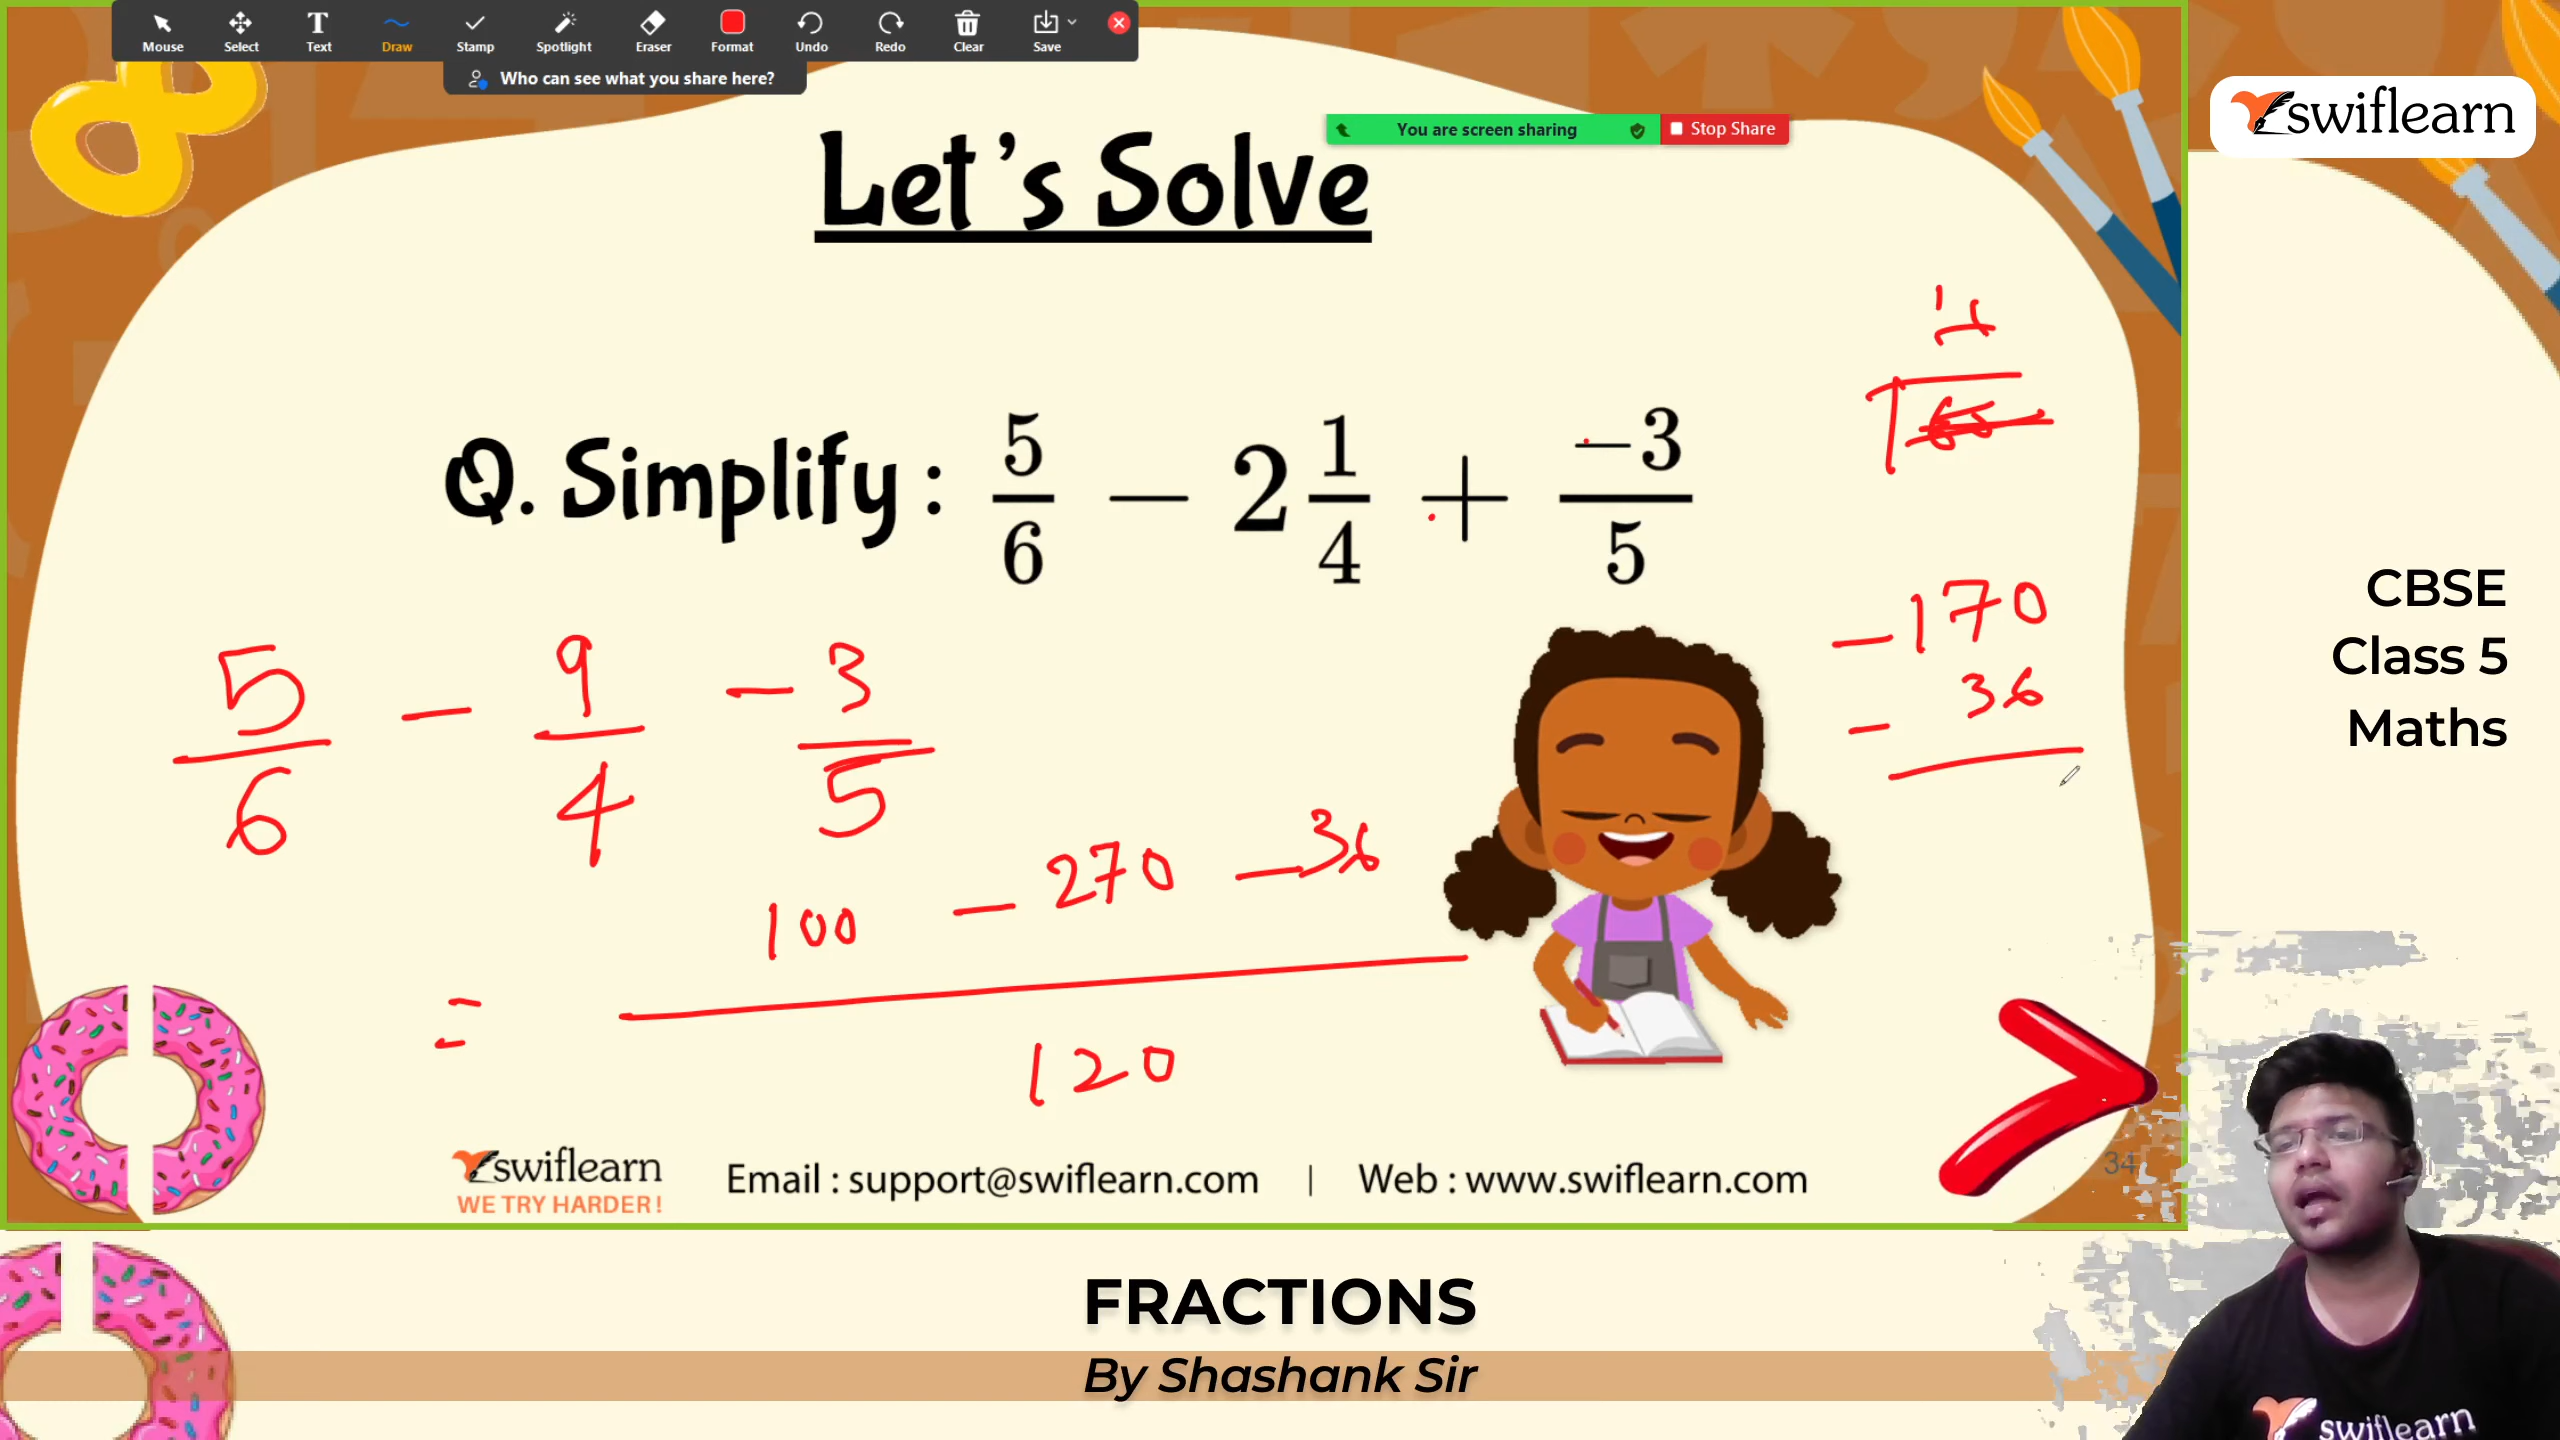 Mouse Select Text Draw Stamp Spotlight Eraser Format Undo Redo Clear Save
Who can see what you share here?
You are screen sharing Stop Share
swiflearn
Let's Solve
Q. Simplify : 5/6 − 2 1/4 + −3/5
65
5/6 − 9/4 − 3/5
−170
− 36
= 100 − 270 − 36
120
CBSE
Class 5
Maths
swiflearn
WE TRY HARDER !
Email : support@swiflearn.com | Web : www.swiflearn.com
34
FRACTIONS
By Shashank Sir
swiflearn